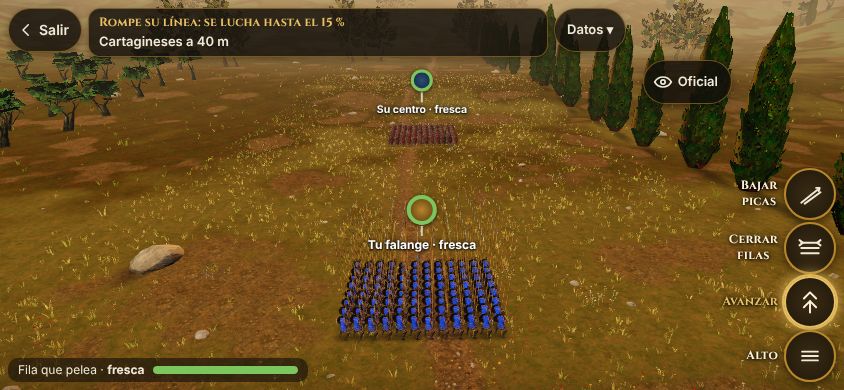 Salir
ROMPE SU LÍNEA: SE LUCHA HASTA EL 15 %
Cartagineses a 40 m
Datos ▾
Oficial
Su centro · fresca
Tu falange · fresca
BAJAR
PICAS
CERRAR
FILAS
AVANZAR
ALTO
Fila que pelea · fresca